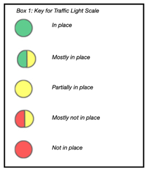 Box 1: Key for Traffic Light Scale
In place
Mostly in place
Partially in place
Mostly not in place
Not in place